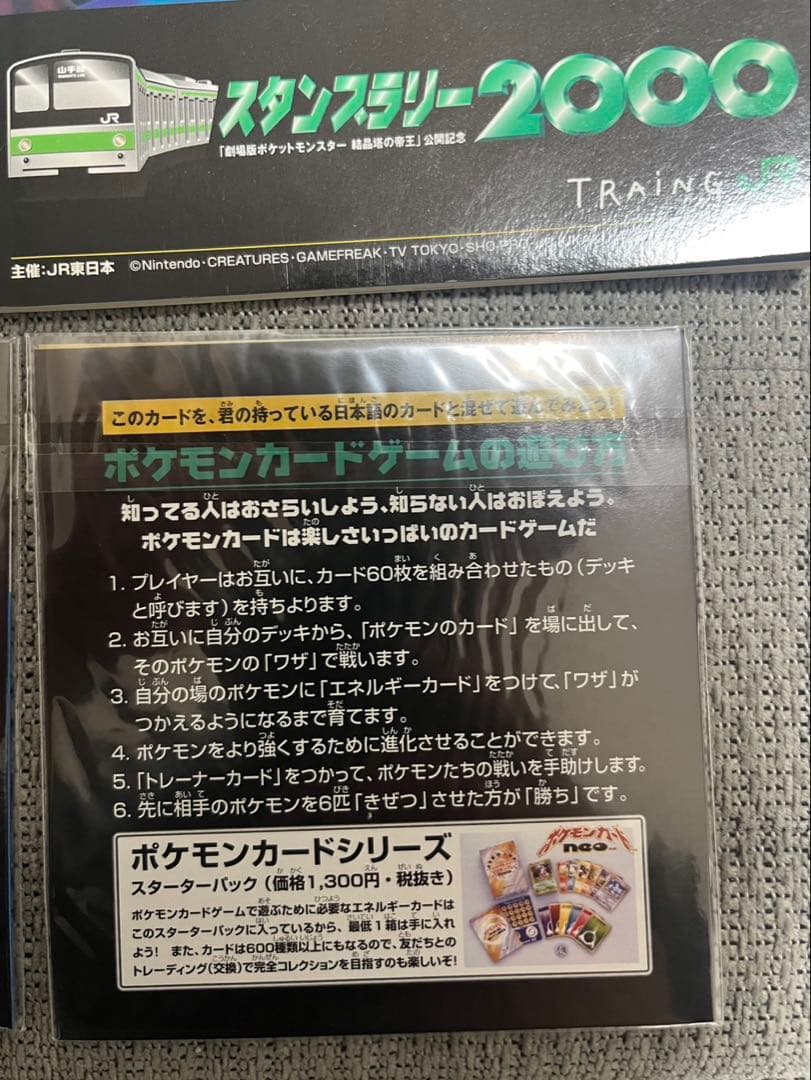 山手線
JR
スタンプラリー2000
「劇場版ポケットモンスター 結晶塔の帝王」公開記念
TRAiNG
主催:JR東日本 ©Nintendo・CREATURES・GAMEFREAK・TV TOKYO・SHO.PRO・JR.KIK
このカードを、君の持っている日本語のカードと混ぜて遊んでみよう!
ポケモンカードゲームの遊び方
知ってる人はおさらいしよう、知らない人はおぼえよう。
ポケモンカードは楽しさいっぱいのカードゲームだ
1. プレイヤーはお互いに、カード60枚を組み合わせたもの(デッキ
と呼びます)を持ちよります。
2. お互いに自分のデッキから、「ポケモンのカード」を場に出して、
そのポケモンの「ワザ」で戦います。
3. 自分の場のポケモンに「エネルギーカード」をつけて、「ワザ」が
つかえるようになるまで育てます。
4. ポケモンをより強くするために進化させることができます。
5. 「トレーナーカード」をつかって、ポケモンたちの戦いを手助けします。
6. 先に相手のポケモンを6匹「きぜつ」させた方が「勝ち」です。
ポケモンカードシリーズ
スターターパック(価格1,300円・税抜き)
ポケモンカードゲームで遊ぶために必要なエネルギーカードは
このスターターパックに入っているから、最低1箱は手に入れ
よう! また、カードは600種類以上にもなるので、友だちとの
トレーディング(交換)で完全コレクションを目指すのも楽しいぞ!
ポケモンカード
neo